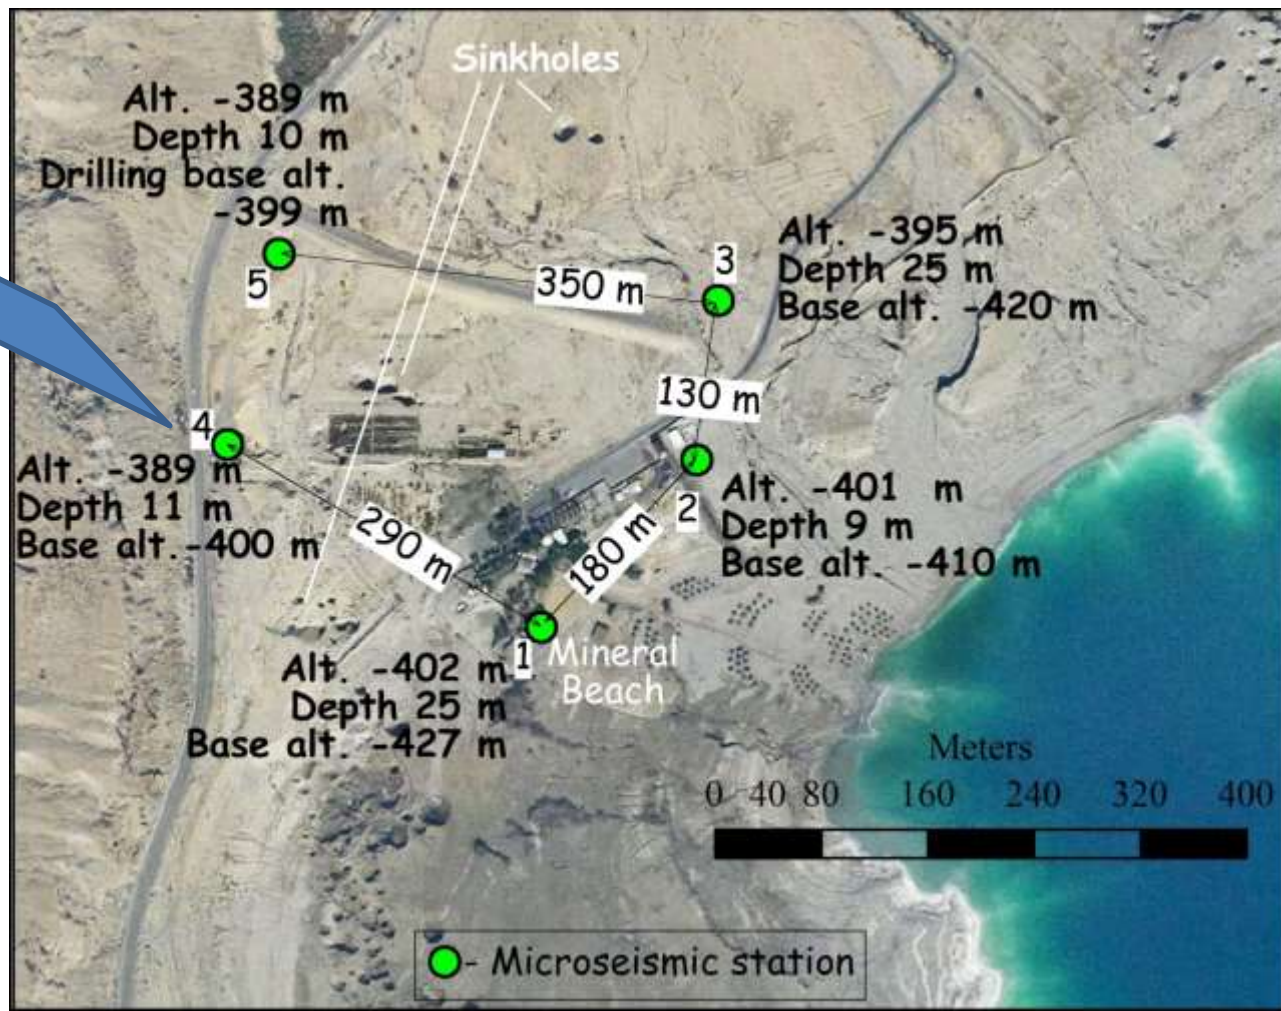 Sinkholes
Alt. -389 m
Depth 10 m
Drilling base alt.
-399 m
5
350 m
3
Alt. -395 m
Depth 25 m
Base alt. -420 m
130 m
4
Alt. -389 m
Depth 11 m
Base alt.-400 m
290 m
180 m
2
Alt. -401 m
Depth 9 m
Base alt. -410 m
1
Mineral
Beach
Alt. -402 m
Depth 25 m
Base alt. -427 m
Meters
0 40 80 160 240 320 400
- Microseismic station